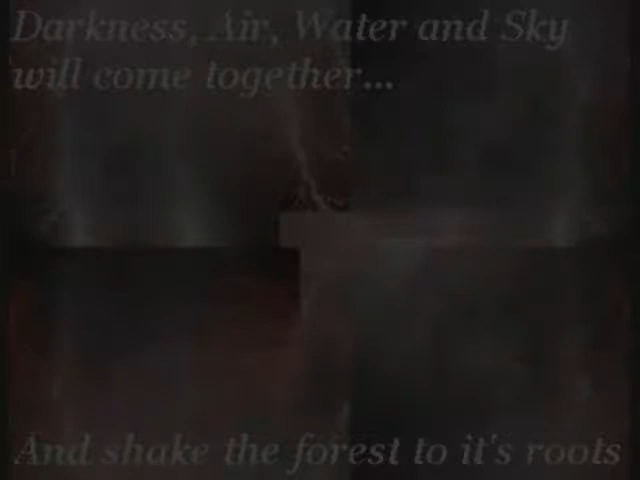 Darkness, Air, Water and Sky
will come together...
And shake the forest to it's roots